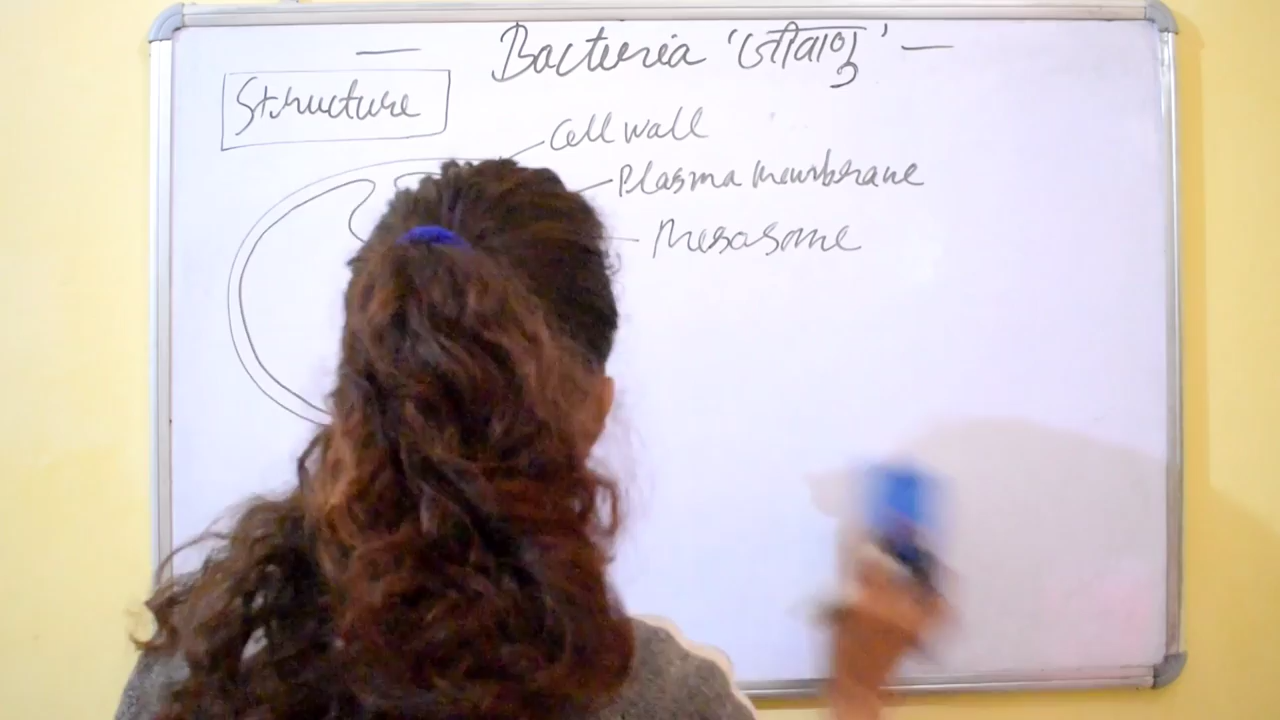 — Bacteria 'जीवाणु' —
Structure
Cell wall
Plasma membrane
Mesosome